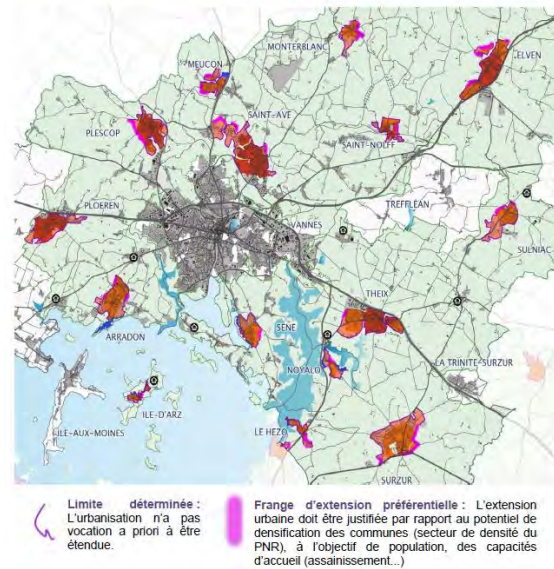 MONTERBLANC
MEUCON
ELVEN
SAINT-AVE
PLESCOP
SAINT-NOLFF
PLOEREN
VANNES
TREFFLEAN
SULNIAC
THEIX
ARRADON
SENE
NOYALO
LA TRINITE-SURZUR
ILE-D'ARZ
ILE-AUX-MOINES
LE HEZO
SURZUR
Limite déterminée :
L'urbanisation n'a pas
vocation a priori à être
étendue.
Frange d'extension préférentielle : L'extension
urbaine doit être justifiée par rapport au potentiel de
densification des communes (secteur de densité du
PNR), à l'objectif de population, des capacités
d'accueil (assainissement...)